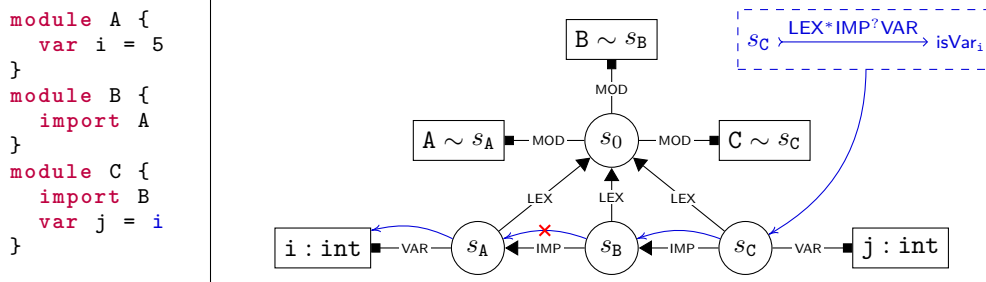 module A {
  var i = 5
}
module B {
  import A
}
module C {
  import B
  var j = i
}
B ∼ s_B
s_C LEX*IMP?VAR isVar_i
MOD
A ∼ s_A MOD s_0 MOD C ∼ s_C
LEX LEX LEX
i : int VAR s_A IMP s_B IMP s_C VAR j : int